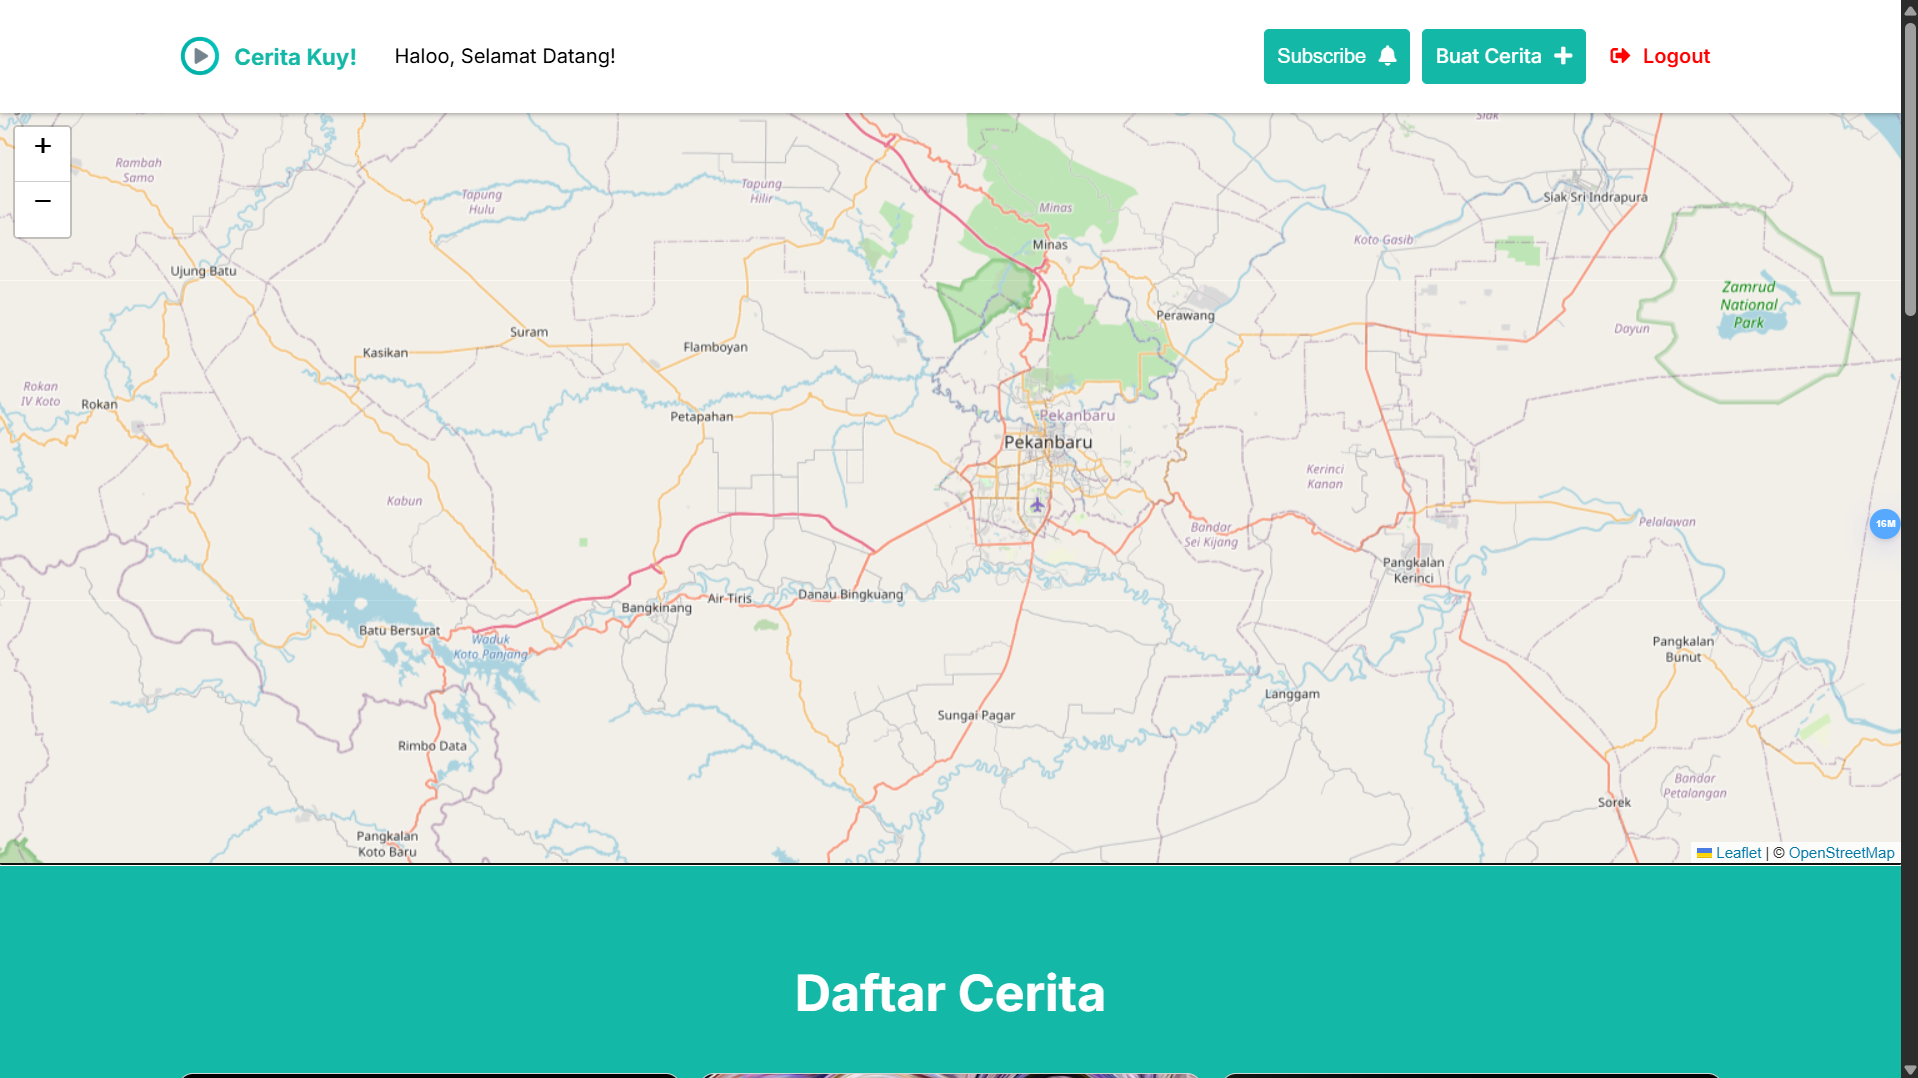 Cerita Kuy!
Haloo, Selamat Datang!
Subscribe
Buat Cerita
Logout
+
−
Siak
Rambah
Samo
Tapung
Hulu
Tapung
Hilir
Minas
Minas
Siak Sri Indrapura
Koto Gasib
Ujung Batu
Zamrud
National
Park
Perawang
Dayun
Suram
Flamboyan
Kasikan
Rokan
IV Koto
Rokan
Petapahan
Pekanbaru
Pekanbaru
Kerinci
Kanan
Kabun
Bandar
Sei Kijang
Pelalawan
16M
Pangkalan
Kerinci
Air Tiris
Danau Bingkuang
Bangkinang
Batu Bersurat
Waduk
Koto Panjang
Pangkalan
Bunut
Langgam
Sungai Pagar
Rimbo Data
Bandar
Petalangan
Sorek
Pangkalan
Koto Baru
Leaflet | © OpenStreetMap
Daftar Cerita